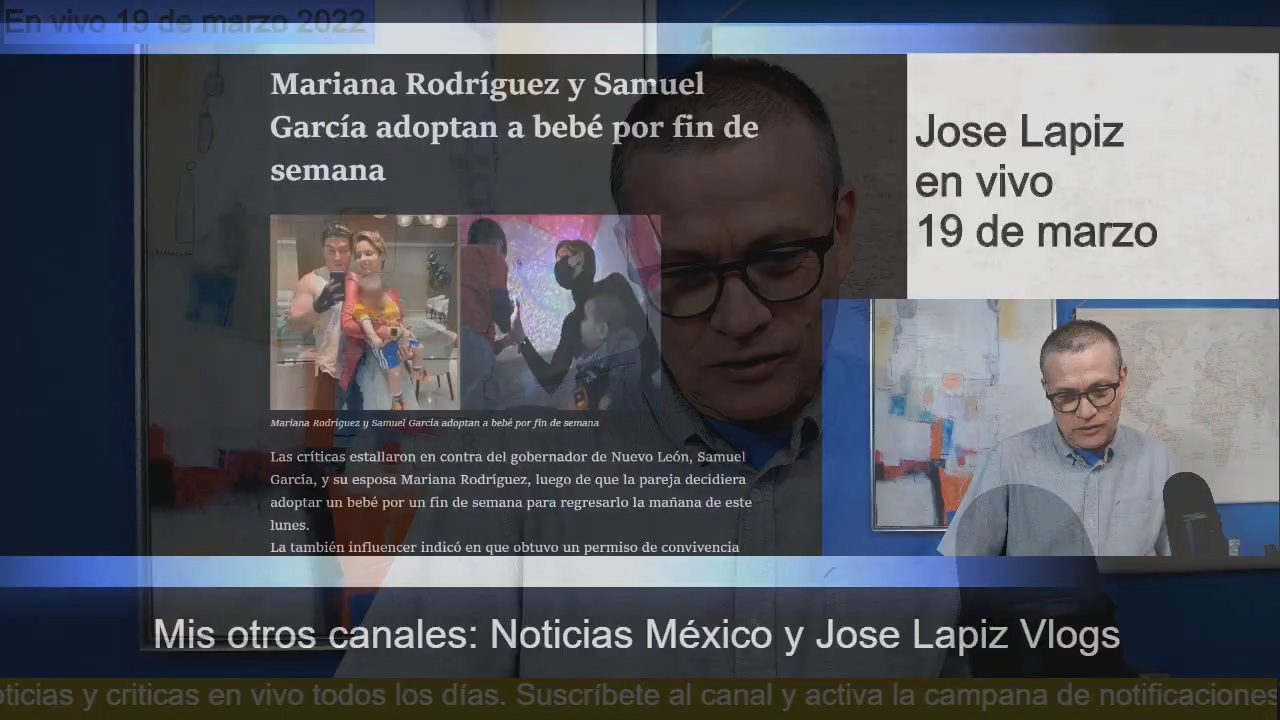 En vivo 19 de marzo 2022
Mariana Rodríguez y Samuel
García adoptan a bebé por fin de
semana
Jose Lapiz
en vivo
19 de marzo
Mariana Rodríguez y Samuel García adoptan a bebé por fin de semana
Las críticas estallaron en contra del gobernador de Nuevo León, Samuel
García, y su esposa Mariana Rodríguez, luego de que la pareja decidiera
adoptar un bebé por un fin de semana para regresarlo la mañana de este
lunes.
La también influencer indicó en que obtuvo un permiso de convivencia
Mis otros canales: Noticias México y Jose Lapiz Vlogs
oticias y criticas en vivo todos los días. Suscríbete al canal y activa la campana de notificaciones